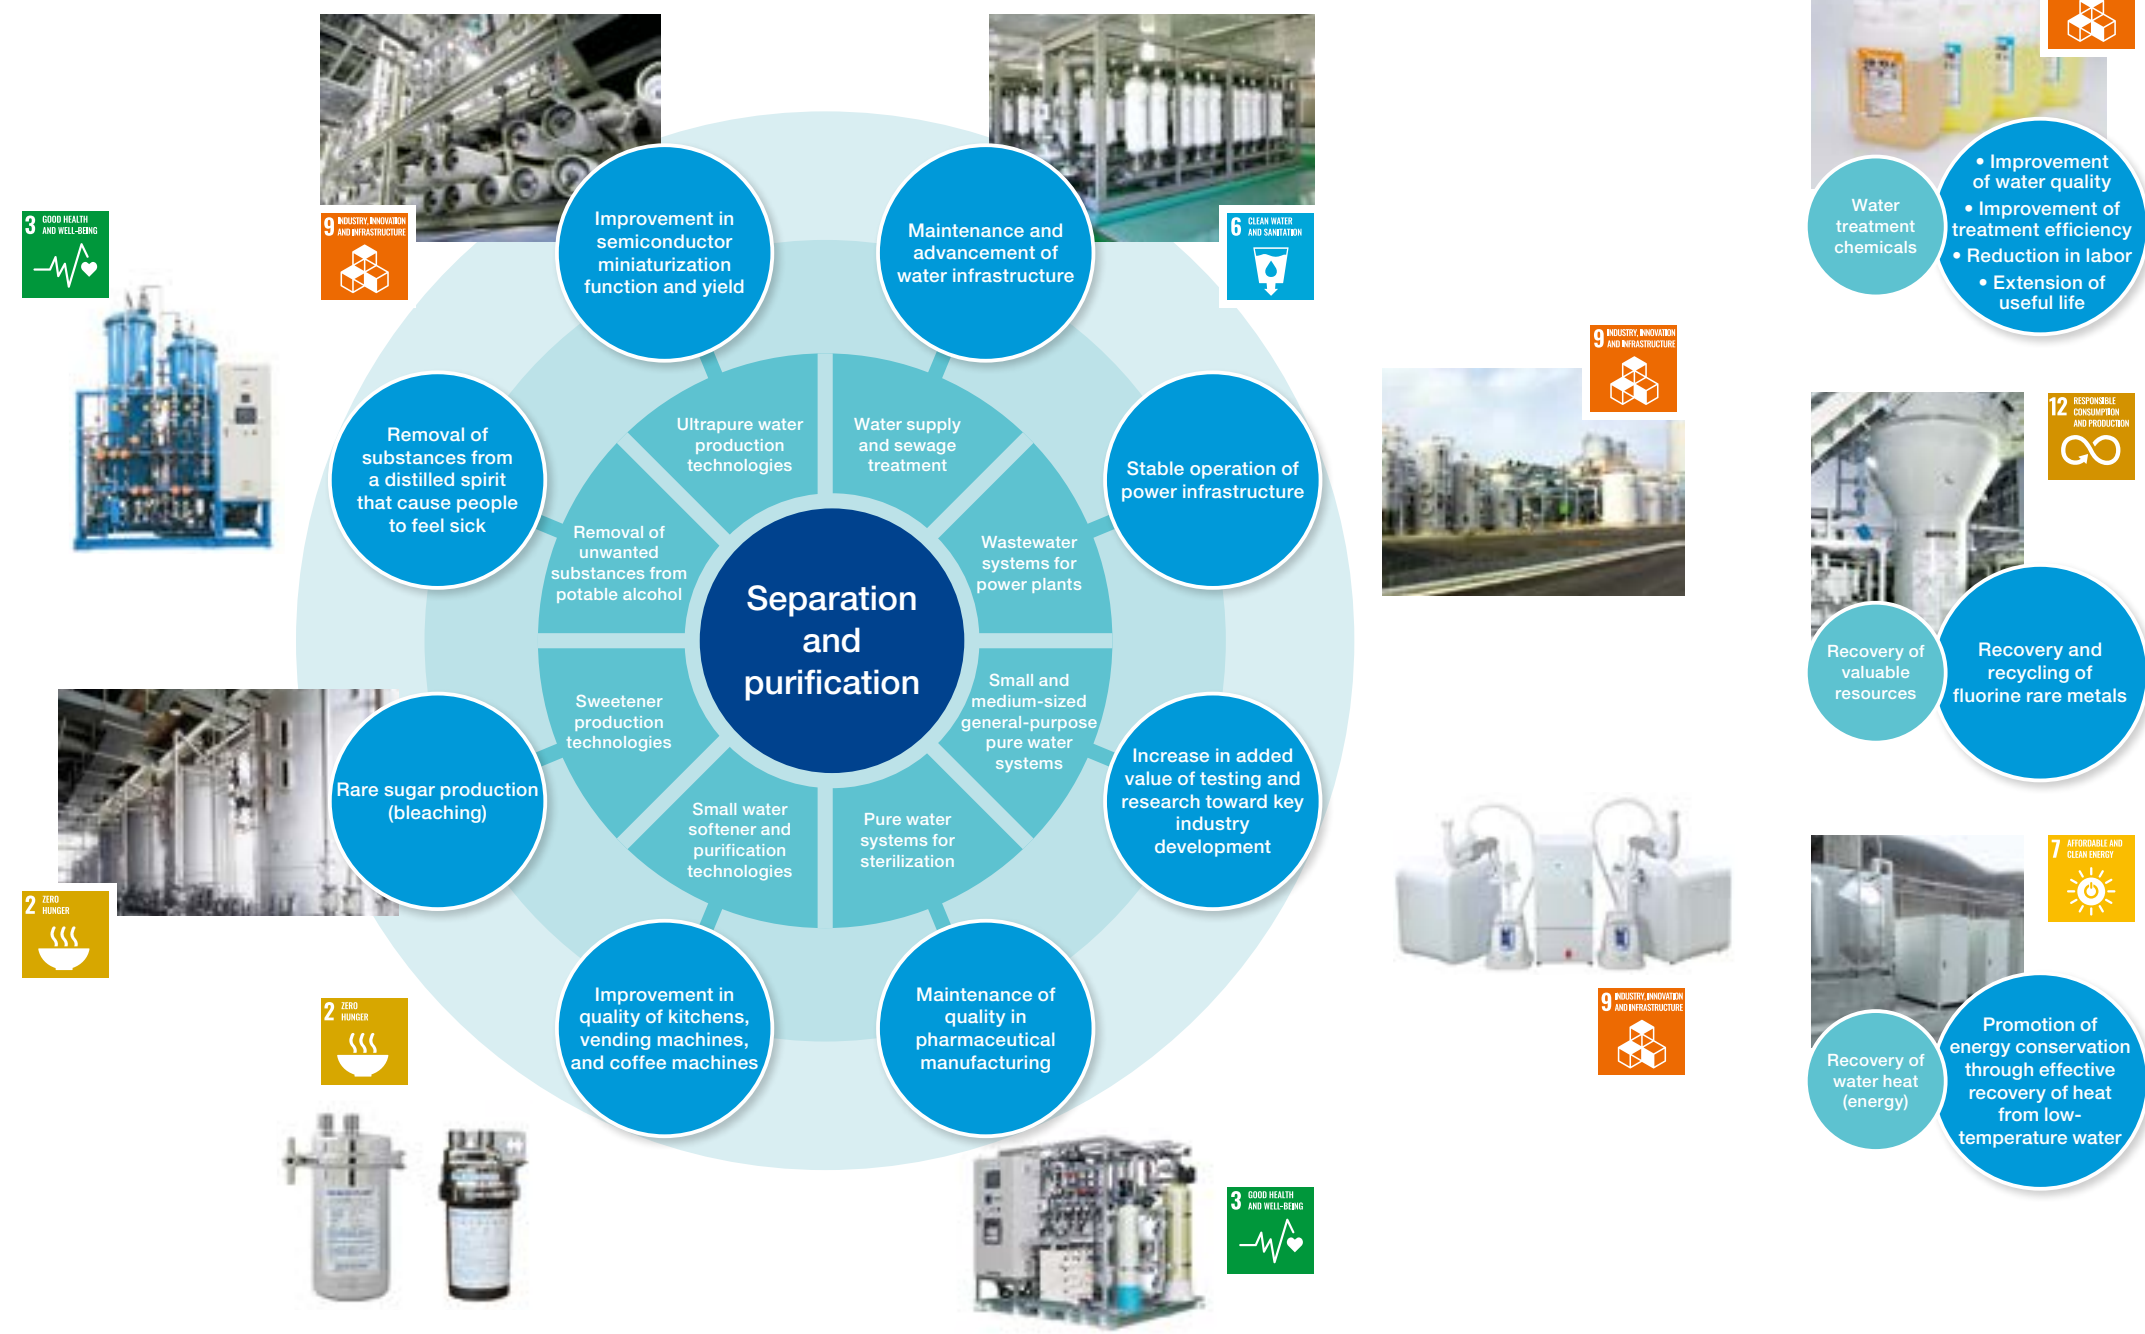 3 GOOD HEALTH
AND WELL-BEING
9 INDUSTRY, INNOVATION
AND INFRASTRUCTURE
Improvement in
semiconductor
miniaturization
function and yield
Maintenance and
advancement of
water infrastructure
6 CLEAN WATER
AND SANITATION
Removal of
substances from
a distilled spirit
that cause people
to feel sick
Stable operation of
power infrastructure
9 INDUSTRY, INNOVATION
AND INFRASTRUCTURE
Ultrapure water
production
technologies
Water supply
and sewage
treatment
Removal of
unwanted
substances from
potable alcohol
Wastewater
systems for
power plants
Separation
and
purification
Sweetener
production
technologies
Small and
medium-sized
general-purpose
pure water
systems
Small water
softener and
purification
technologies
Pure water
systems for
sterilization
Rare sugar production
(bleaching)
2 ZERO
HUNGER
Increase in added
value of testing and
research toward key
industry
development
9 INDUSTRY, INNOVATION
AND INFRASTRUCTURE
Improvement in
quality of kitchens,
vending machines,
and coffee machines
2 ZERO
HUNGER
Maintenance of
quality in
pharmaceutical
manufacturing
3 GOOD HEALTH
AND WELL-BEING
Water
treatment
chemicals
• Improvement
of water quality
• Improvement of
treatment efficiency
• Reduction in labor
• Extension of
useful life
12 RESPONSIBLE
CONSUMPTION
AND PRODUCTION
Recovery of
valuable
resources
Recovery and
recycling of
fluorine rare metals
7 AFFORDABLE AND
CLEAN ENERGY
Recovery of
water heat
(energy)
Promotion of
energy conservation
through effective
recovery of heat
from low-
temperature water